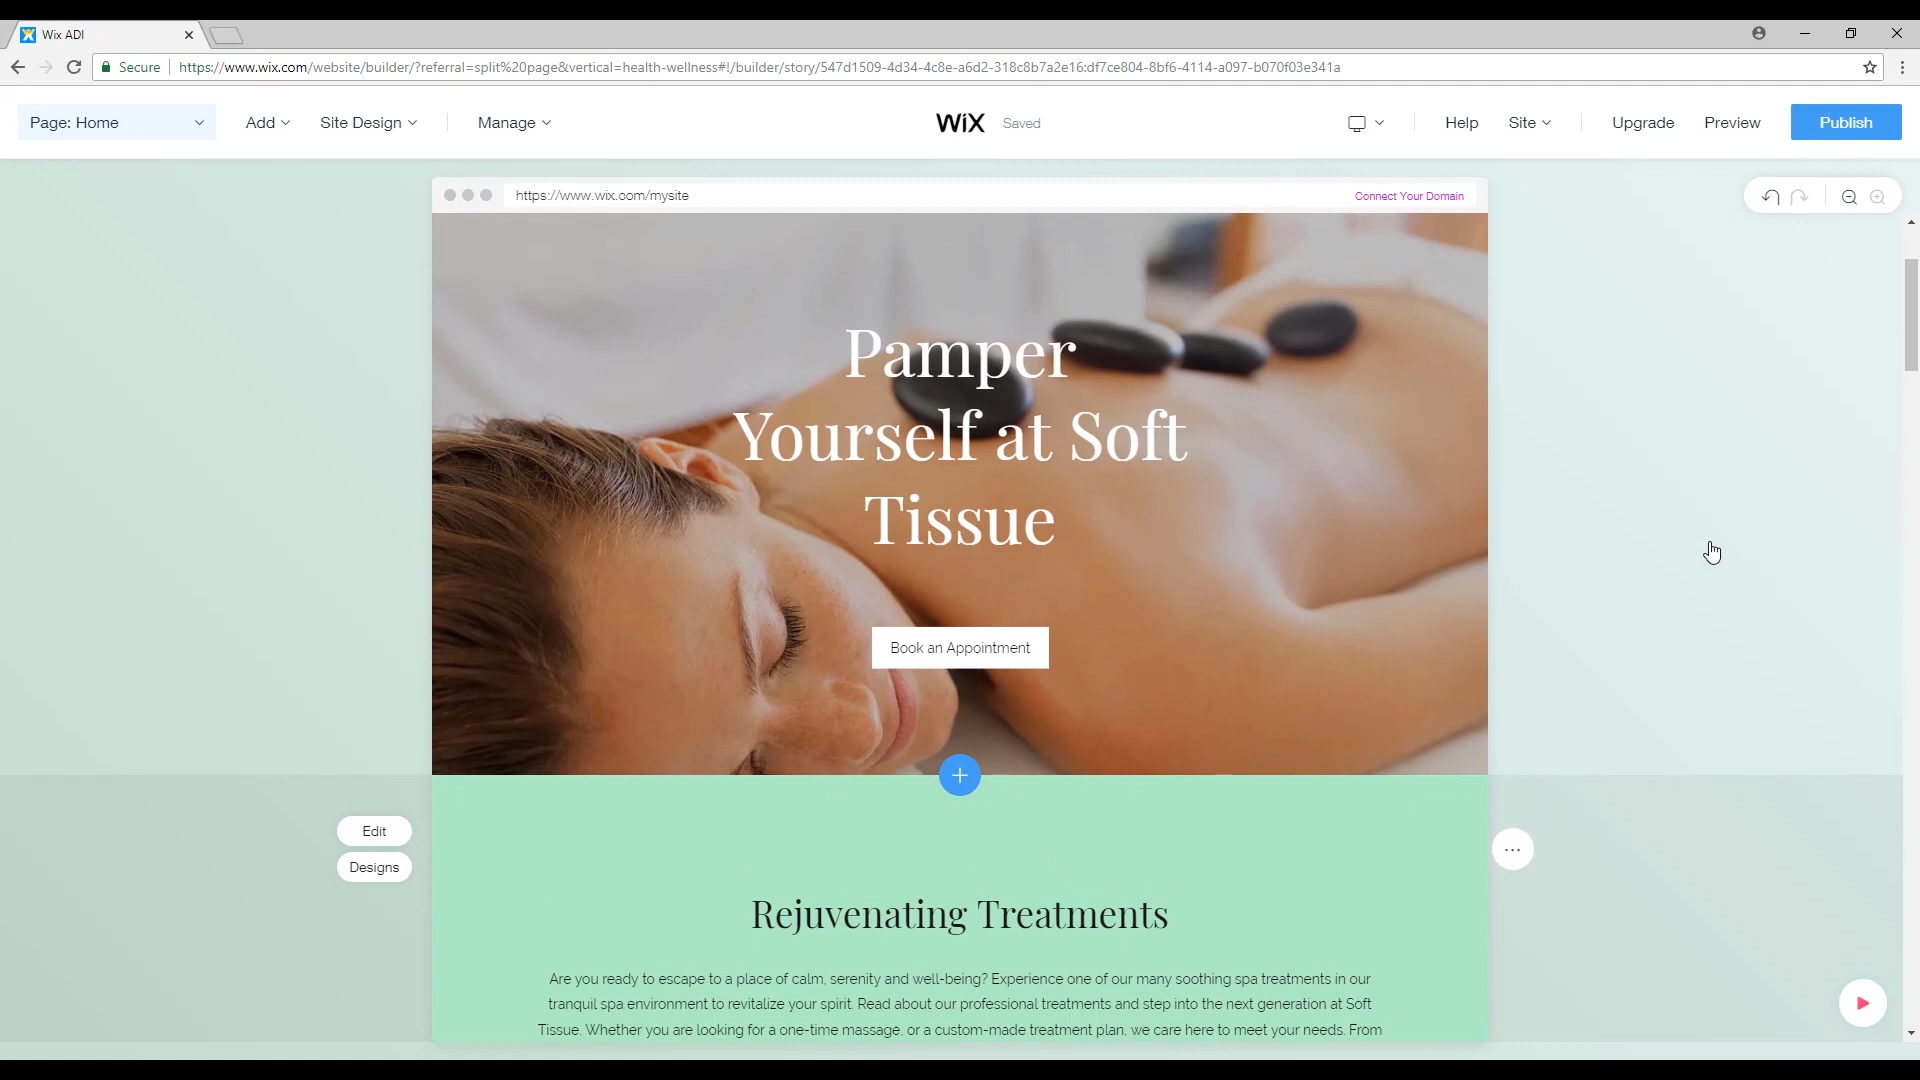 Wix ADI
Secure https://www.wix.com/website/builder/?referral=split%20page&vertical=health-wellness#!/builder/story/547d1509-4d34-4c8e-a6d2-318c8b7a2e16:df7ce804-8bf6-4114-a097-b070f03e341a
Page: Home Add Site Design Manage WiX Saved Help Site Upgrade Preview Publish
https://www.wix.com/mysite Connect Your Domain
Pamper
Yourself at Soft
Tissue
Book an Appointment
Edit
Designs
Rejuvenating Treatments
Are you ready to escape to a place of calm, serenity and well-being? Experience one of our many soothing spa treatments in our
tranquil spa environment to revitalize your spirit. Read about our professional treatments and step into the next generation at Soft
Tissue. Whether you are looking for a one-time massage, or a custom-made treatment plan, we care here to meet your needs. From